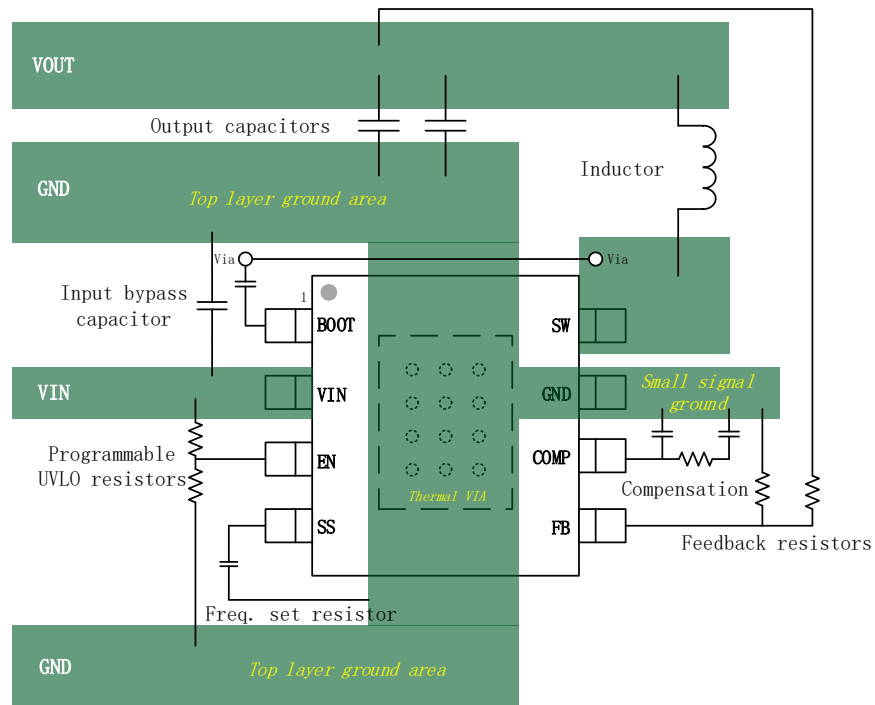 VOUT
Output capacitors
Inductor
GND
Top layer ground area
Via
Via
Input bypass
capacitor
1
BOOT
SW
VIN
VIN
GND
Small signal
ground
Programmable
UVLO resistors
EN
COMP
Compensation
Thermal VIA
SS
FB
Feedback resistors
Freq. set resistor
GND
Top layer ground area